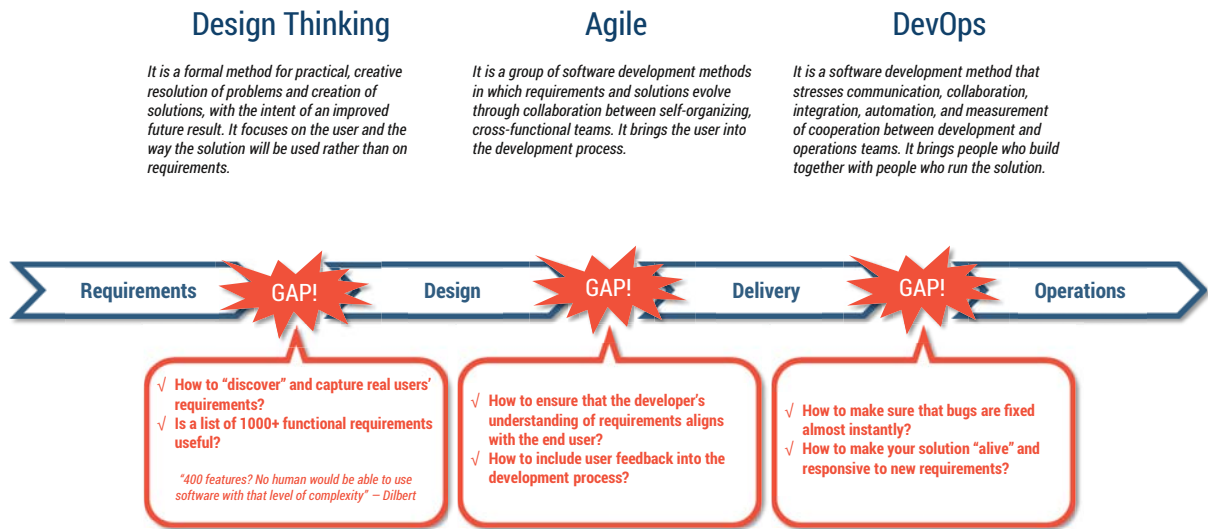 Design Thinking
It is a formal method for practical, creative
resolution of problems and creation of
solutions, with the intent of an improved
future result. It focuses on the user and the
way the solution will be used rather than on
requirements.
Agile
It is a group of software development methods
in which requirements and solutions evolve
through collaboration between self-organizing,
cross-functional teams. It brings the user into
the development process.
DevOps
It is a software development method that
stresses communication, collaboration,
integration, automation, and measurement
of cooperation between development and
operations teams. It brings people who build
together with people who run the solution.
Requirements
GAP!
Design
GAP!
Delivery
GAP!
Operations
√ How to “discover” and capture real users’
requirements?
√ Is a list of 1000+ functional requirements
useful?
“400 features? No human would be able to use
software with that level of complexity” – Dilbert
√ How to ensure that the developer’s
understanding of requirements aligns
with the end user?
√ How to include user feedback into the
development process?
√ How to make sure that bugs are fixed
almost instantly?
√ How to make your solution “alive” and
responsive to new requirements?